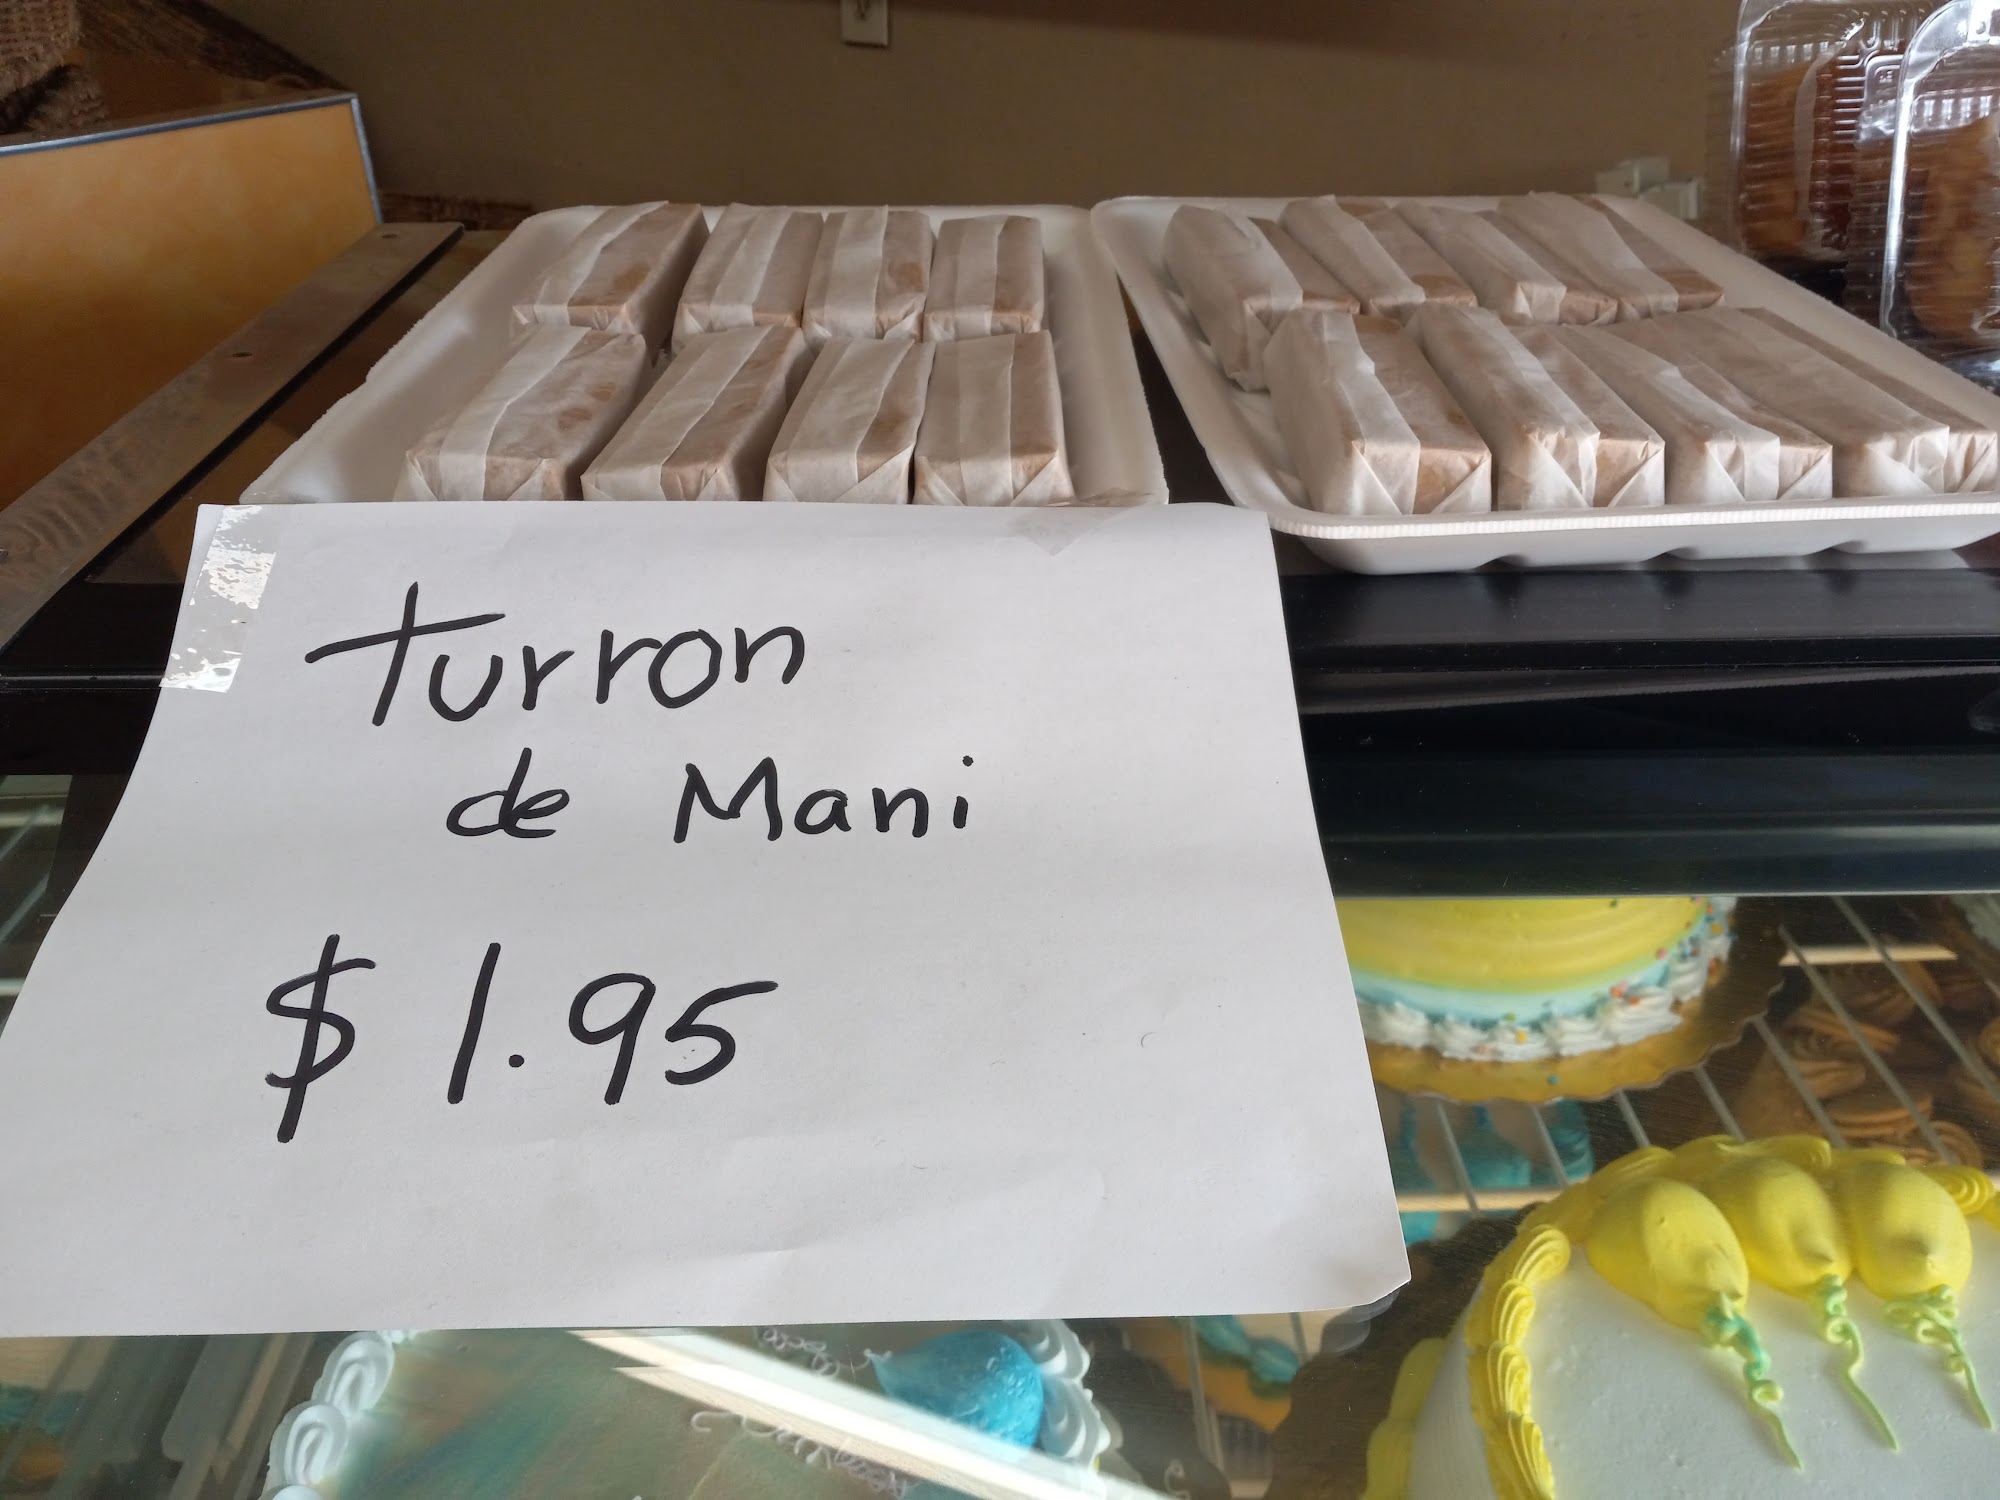 turron
de Mani
$ 1.95